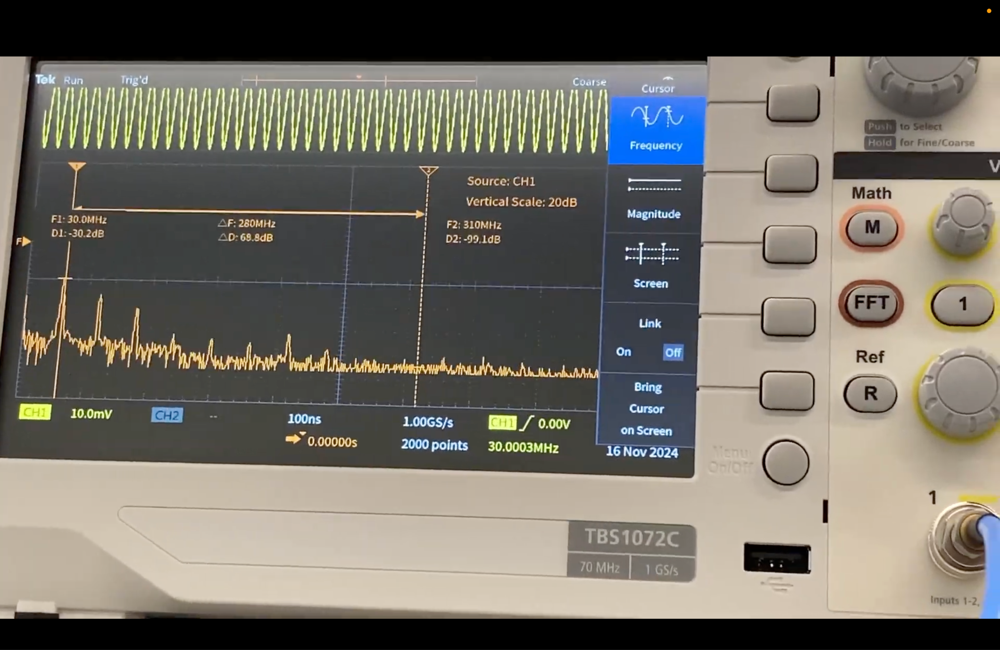 Tek Run Trig'd Coarse
Cursor
Frequency
Magnitude
Screen
Link
On Off
Bring
Cursor
on Screen
1 2
Source: CH1
Vertical Scale: 20dB
F1: 30.0MHz △F: 280MHz F2: 310MHz
D1: -30.2dB △D: 68.8dB D2: -99.1dB
F
CH1 10.0mV CH2 -- 100ns 1.00GS/s CH1 0.00V
0.00000s 2000 points 30.0003MHz
16 Nov 2024
Push to Select
Hold for Fine/Coarse
V
Math
M
FFT
1
Ref
R
Menu
On/Off
1
TBS1072C
70 MHz 1 GS/s
Inputs 1-2,